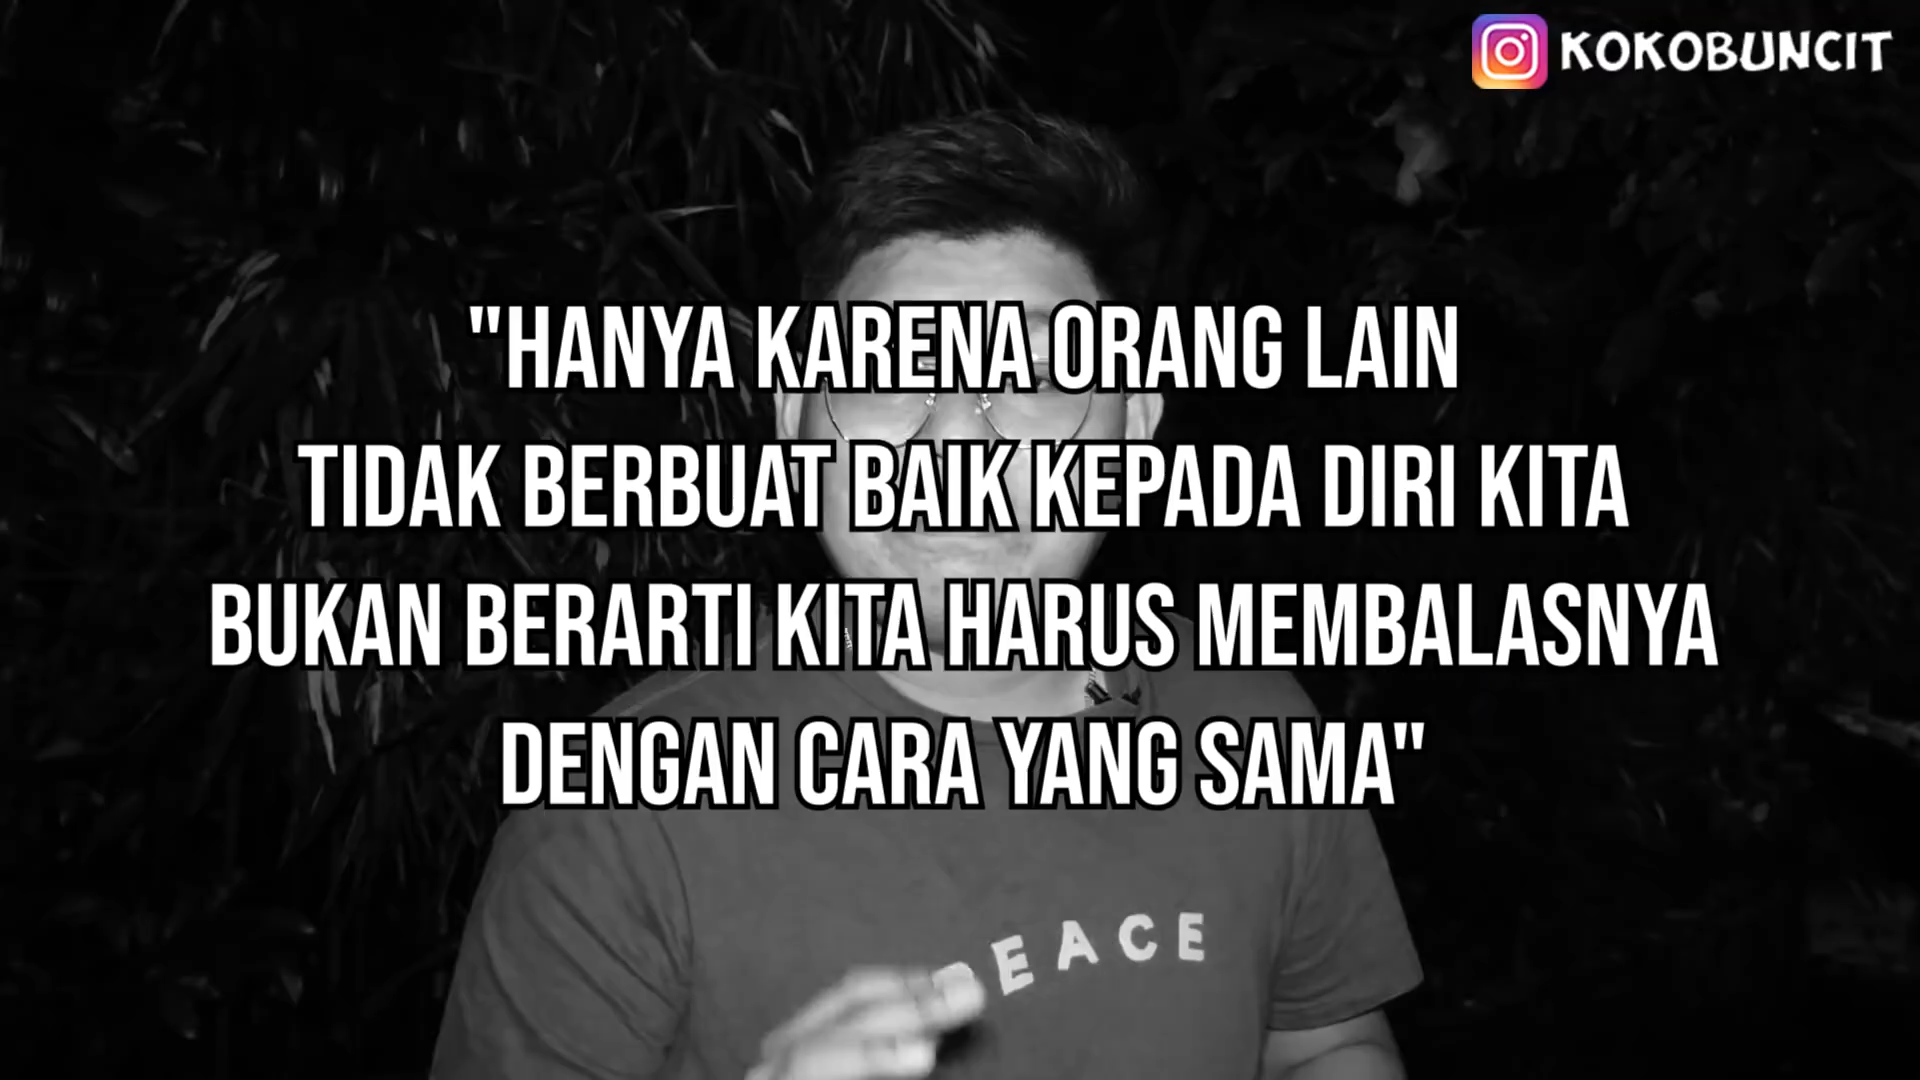 KOKOBUNCIT
"HANYA KARENA ORANG LAIN
TIDAK BERBUAT BAIK KEPADA DIRI KITA
BUKAN BERARTI KITA HARUS MEMBALASNYA
DENGAN CARA YANG SAMA"
PEACE